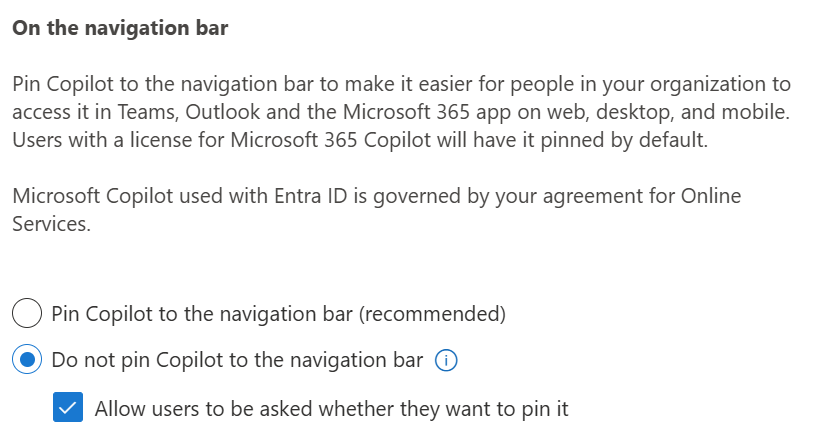 On the navigation bar
Pin Copilot to the navigation bar to make it easier for people in your organization to
access it in Teams, Outlook and the Microsoft 365 app on web, desktop, and mobile.
Users with a license for Microsoft 365 Copilot will have it pinned by default.
Microsoft Copilot used with Entra ID is governed by your agreement for Online
Services.
Pin Copilot to the navigation bar (recommended)
Do not pin Copilot to the navigation bar
Allow users to be asked whether they want to pin it